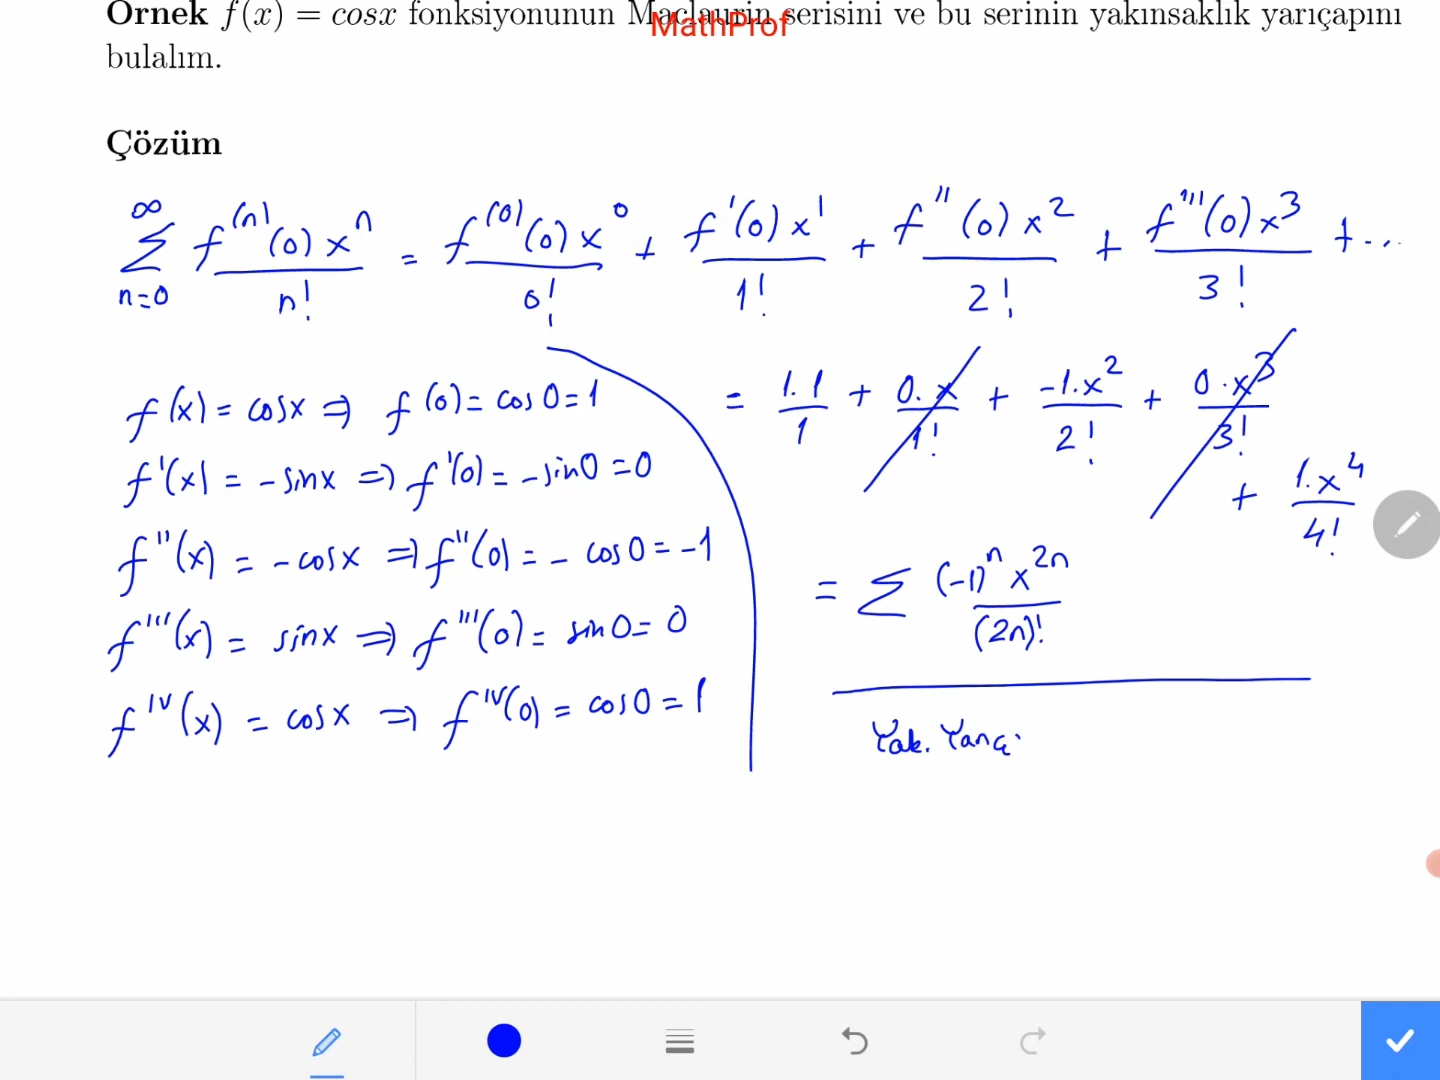 Örnek f(x) = cosx fonksiyonunun Maclaurin serisini ve bu serinin yakınsaklık yarıçapını
MathProf
bulalım.
Çözüm
∞ Σ n=0 f^(n)(0) x^n / n! = f^(0)(0) x^0 / 0! + f'(0) x^1 / 1! + f''(0) x^2 / 2! + f'''(0) x^3 / 3! + ...
= 1.1 / 1 + 0.x / 1! + -1.x^2 / 2! + 0.x^3 / 3!
+ 1.x^4 / 4!
= Σ (-1)^n x^2n / (2n)!
Yak. Yarıç.
f(x) = cosx ⇒ f(0) = cos0 = 1
f'(x) = -sinx ⇒ f'(0) = -sin0 = 0
f''(x) = -cosx ⇒ f''(0) = - cos0 = -1
f'''(x) = sinx ⇒ f'''(0) = sin0 = 0
f^IV(x) = cosx ⇒ f^IV(0) = cos0 = 1